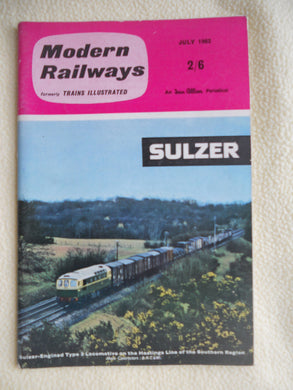 Modern
Railways
formerly TRAINS ILLUSTRATED
JULY 1963
2/6
An Ian Allan Periodical
SULZER
Sulzer-Engined Type 3 Locomotive on the Hastings Line of the Southern Region